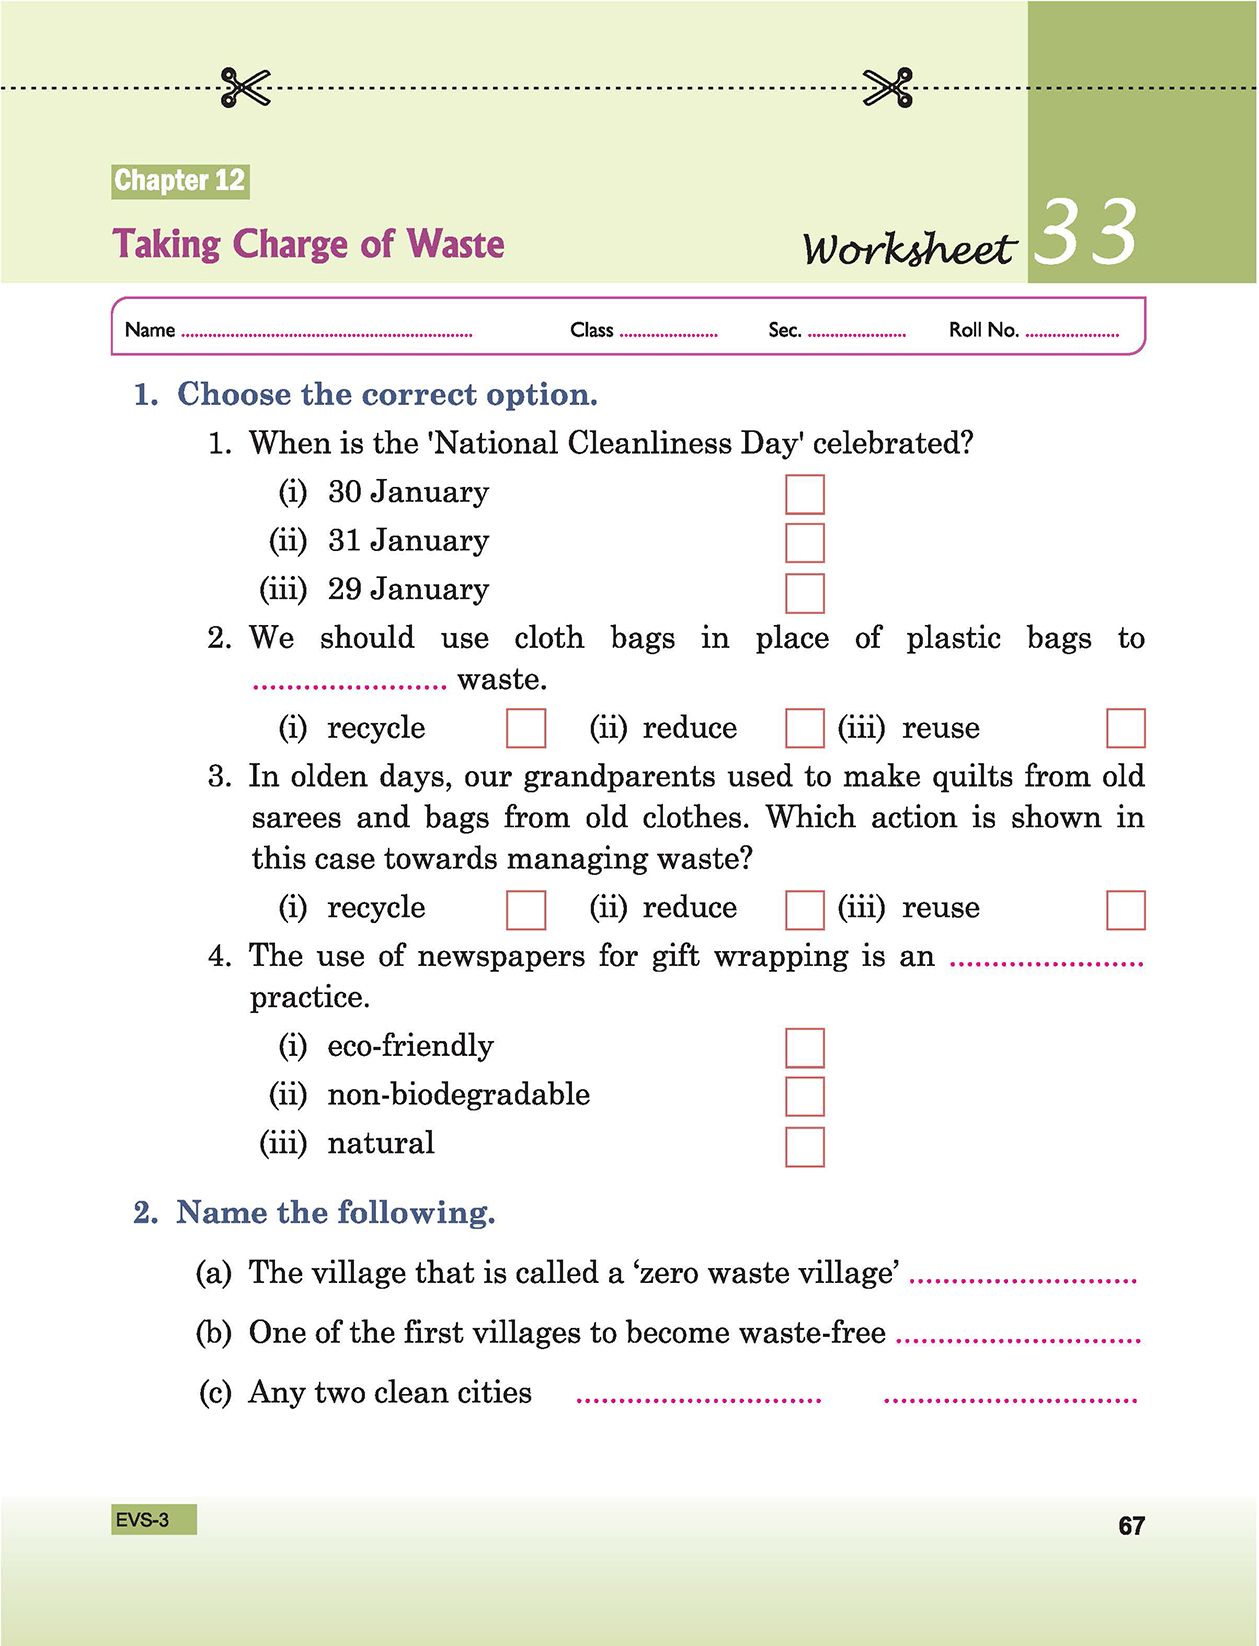 Chapter 12
Taking Charge of Waste
Worksheet 33
Name ........................................ Class .................... Sec. .................... Roll No. ....................
1. Choose the correct option.
1. When is the 'National Cleanliness Day' celebrated?
(i) 30 January
(ii) 31 January
(iii) 29 January
2. We should use cloth bags in place of plastic bags to
....................... waste.
(i) recycle (ii) reduce (iii) reuse
3. In olden days, our grandparents used to make quilts from old
sarees and bags from old clothes. Which action is shown in
this case towards managing waste?
(i) recycle (ii) reduce (iii) reuse
4. The use of newspapers for gift wrapping is an .......................
practice.
(i) eco-friendly
(ii) non-biodegradable
(iii) natural
2. Name the following.
(a) The village that is called a ‘zero waste village’ ...........................
(b) One of the first villages to become waste-free .............................
(c) Any two clean cities ............................. ..............................
EVS-3
67